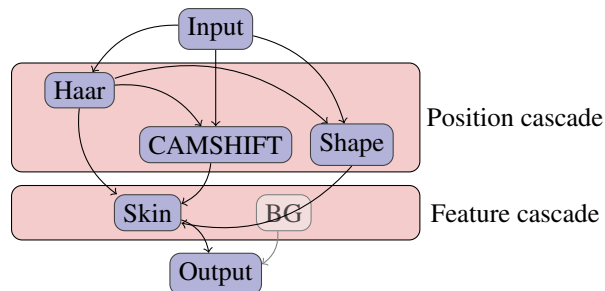 Input
Haar
Position cascade
CAMSHIFT
Shape
Skin
BG
Feature cascade
Output